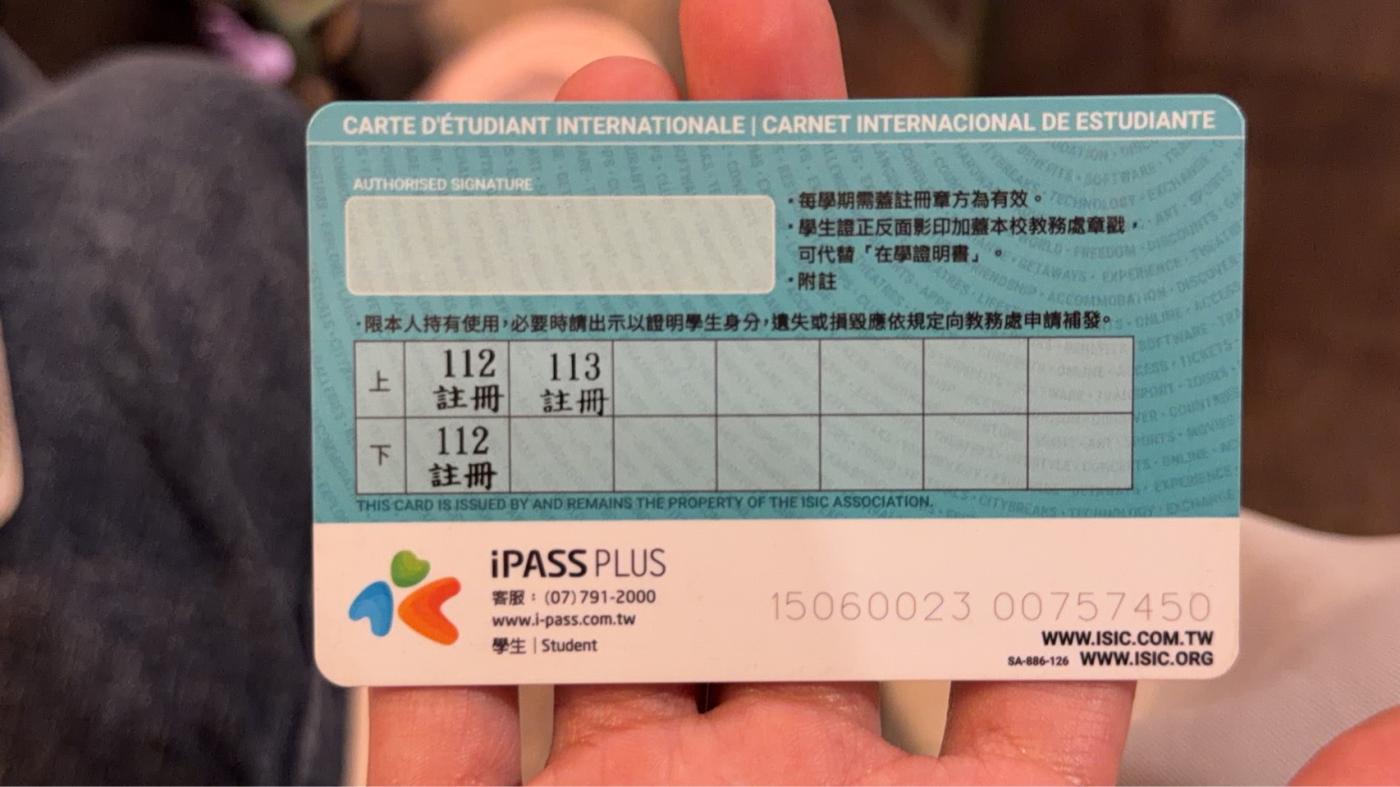 CARTE D'ÉTUDIANT INTERNATIONALE | CARNET INTERNACIONAL DE ESTUDIANTE
AUTHORISED SIGNATURE
·每學期需蓋註冊章方為有效。
·學生證正反面影印加蓋本校教務處章戳，
可代替「在學證明書」。
·附註
·限本人持有使用，必要時請出示以證明學生身分，遺失或損毀應依規定向教務處申請補發。
上 112 註冊 113 註冊
下 112 註冊
THIS CARD IS ISSUED BY AND REMAINS THE PROPERTY OF THE ISIC ASSOCIATION.
iPASS PLUS
客服：(07)791-2000
www.i-pass.com.tw
學生 | Student
15060023 00757450
WWW.ISIC.COM.TW
SA-886-126 WWW.ISIC.ORG